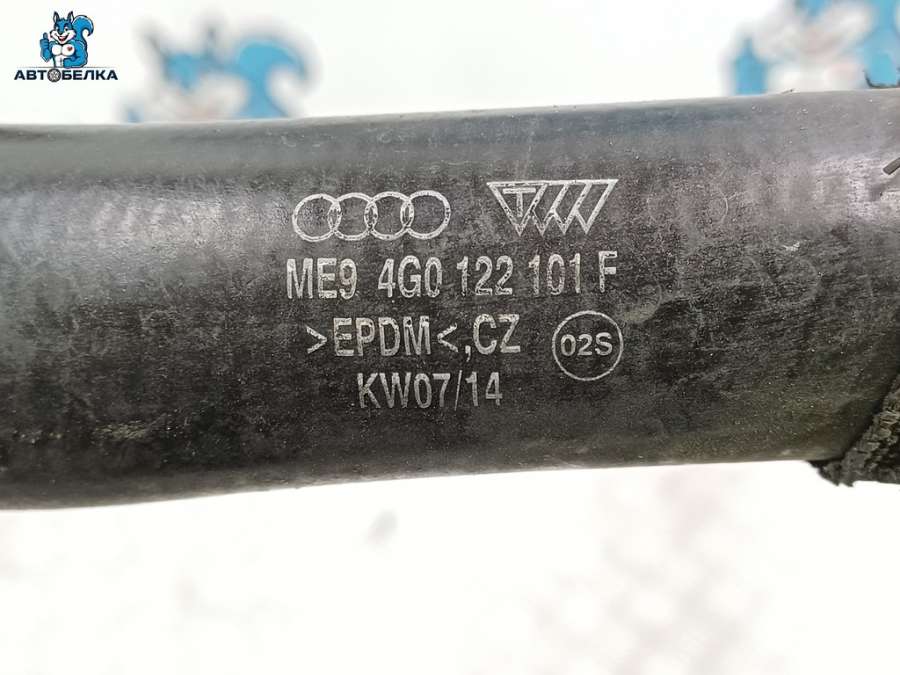 АВТОБЕЛКА
ME9 4G0 122 101 F
>EPDM<,CZ 02S
KW07/14